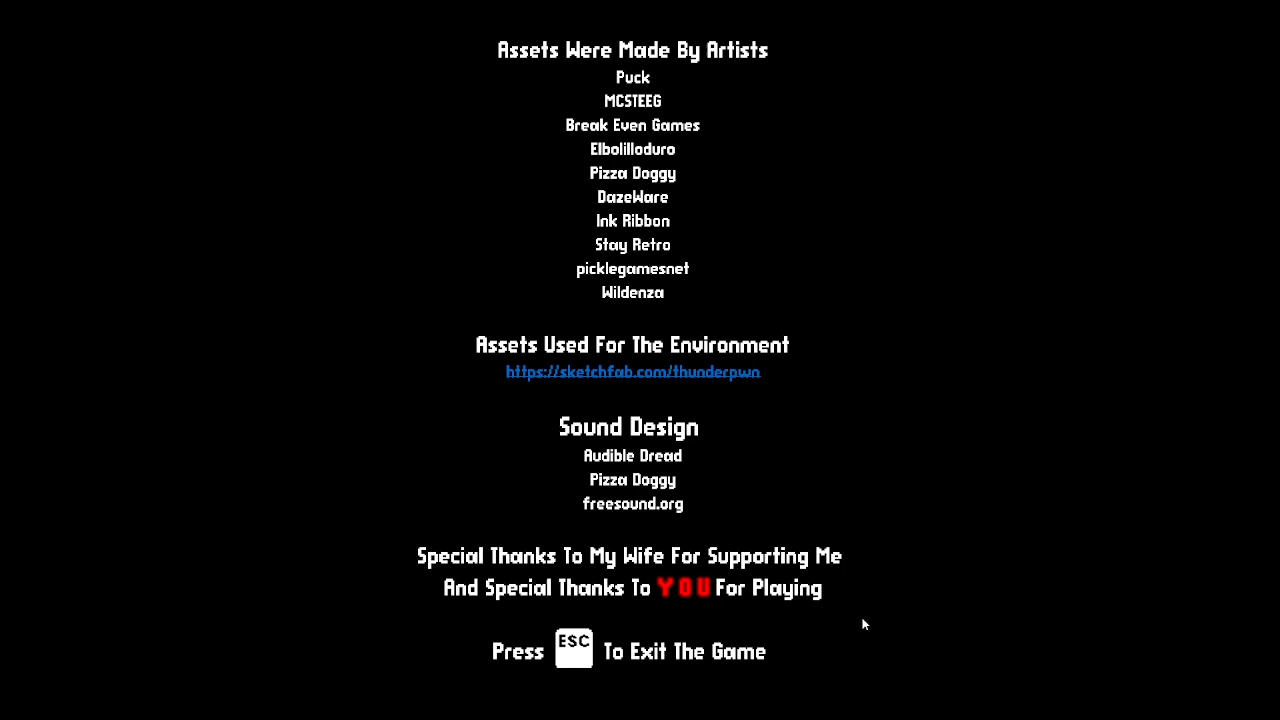 Assets Were Made By Artists
Puck
MCSTEEG
Break Even Games
Elbolilloduro
Pizza Doggy
DazeWare
Ink Ribbon
Stay Retro
picklegamesnet
Wildenza
Assets Used For The Environment
https://sketchfab.com/thunderpwn
Sound Design
Audible Dread
Pizza Doggy
freesound.org
Special Thanks To My Wife For Supporting Me
And Special Thanks To YOU For Playing
Press ESC To Exit The Game